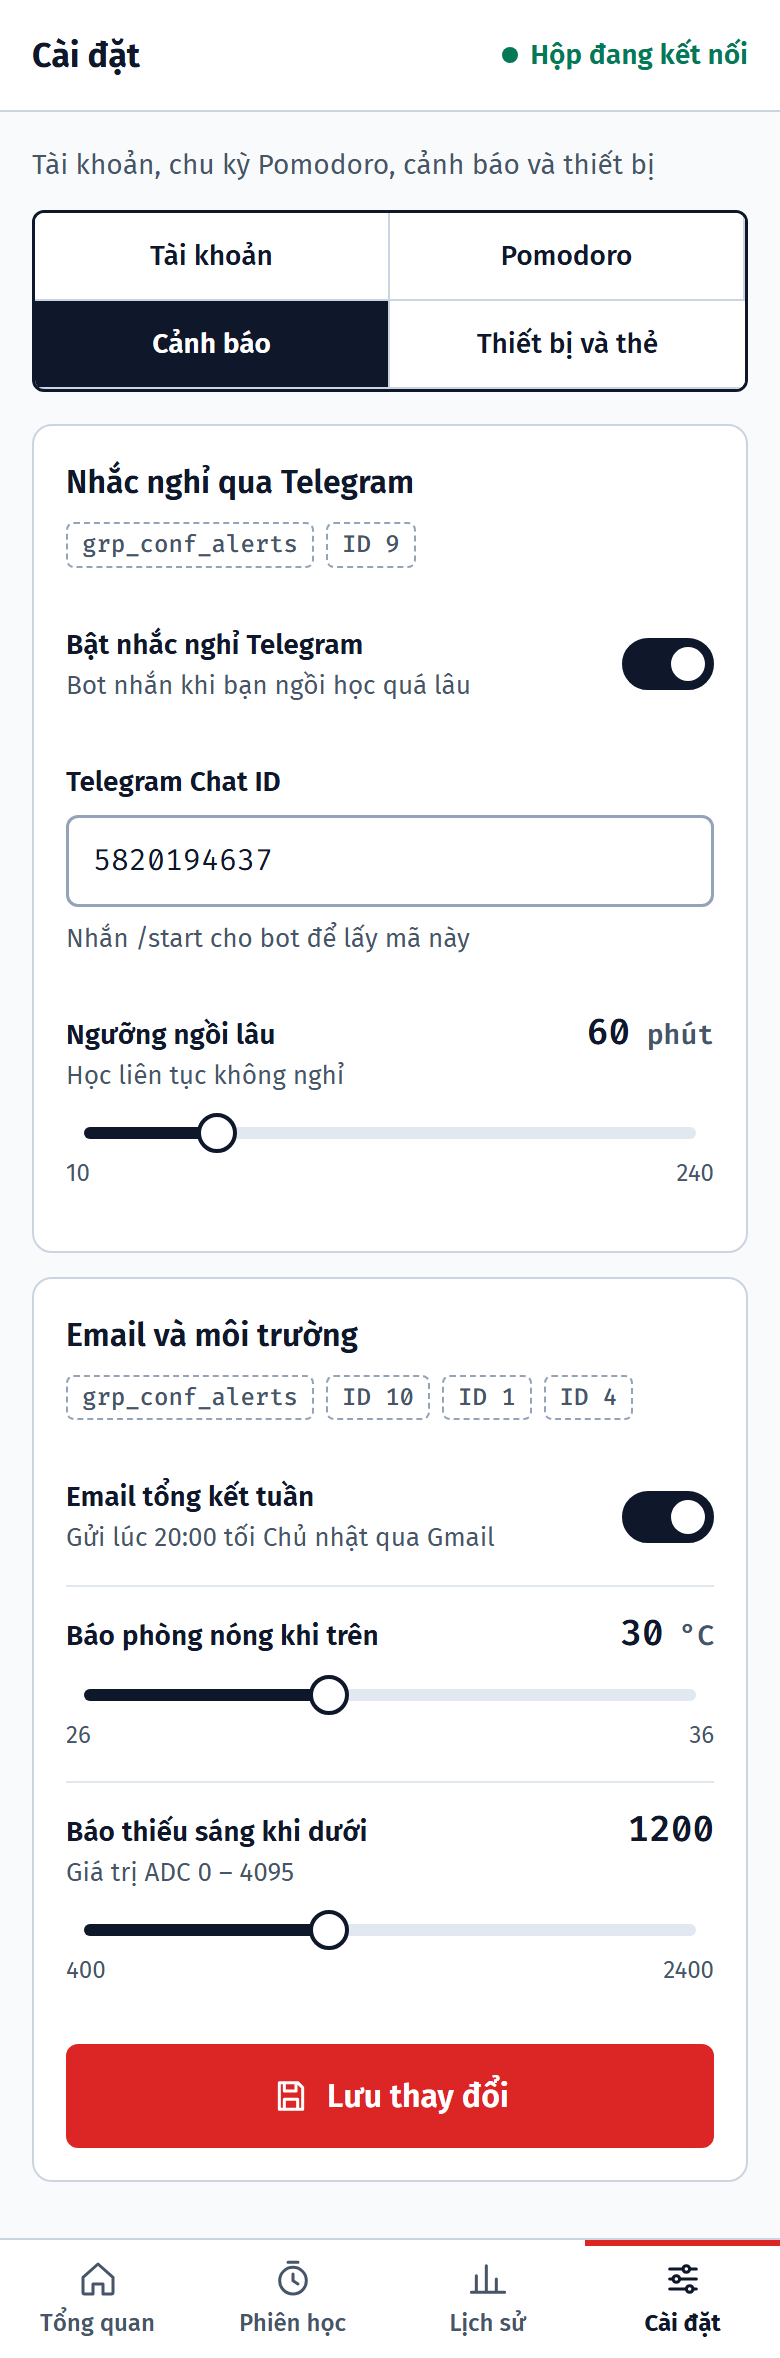 Cài đặt
Hộp đang kết nối
Tài khoản, chu kỳ Pomodoro, cảnh báo và thiết bị
Tài khoản
Pomodoro
Cảnh báo
Thiết bị và thẻ
Nhắc nghỉ qua Telegram
grp_conf_alerts
ID 9
Bật nhắc nghỉ Telegram
Bot nhắn khi bạn ngồi học quá lâu
Telegram Chat ID
5820194637
Nhắn /start cho bot để lấy mã này
Ngưỡng ngồi lâu
60 phút
Học liên tục không nghỉ
10
240
Email và môi trường
grp_conf_alerts
ID 10
ID 1
ID 4
Email tổng kết tuần
Gửi lúc 20:00 tối Chủ nhật qua Gmail
Báo phòng nóng khi trên
30 °C
26
36
Báo thiếu sáng khi dưới
1200
Giá trị ADC 0 – 4095
400
2400
Lưu thay đổi
Tổng quan
Phiên học
Lịch sử
Cài đặt